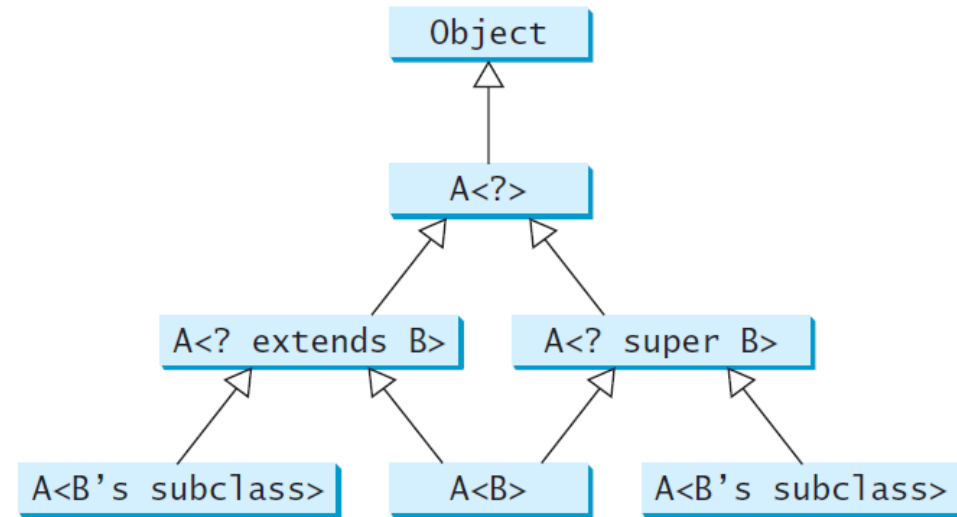 Object
A<?>
A<? extends B>
A<? super B>
A<B’s subclass>
A<B>
A<B’s subclass>